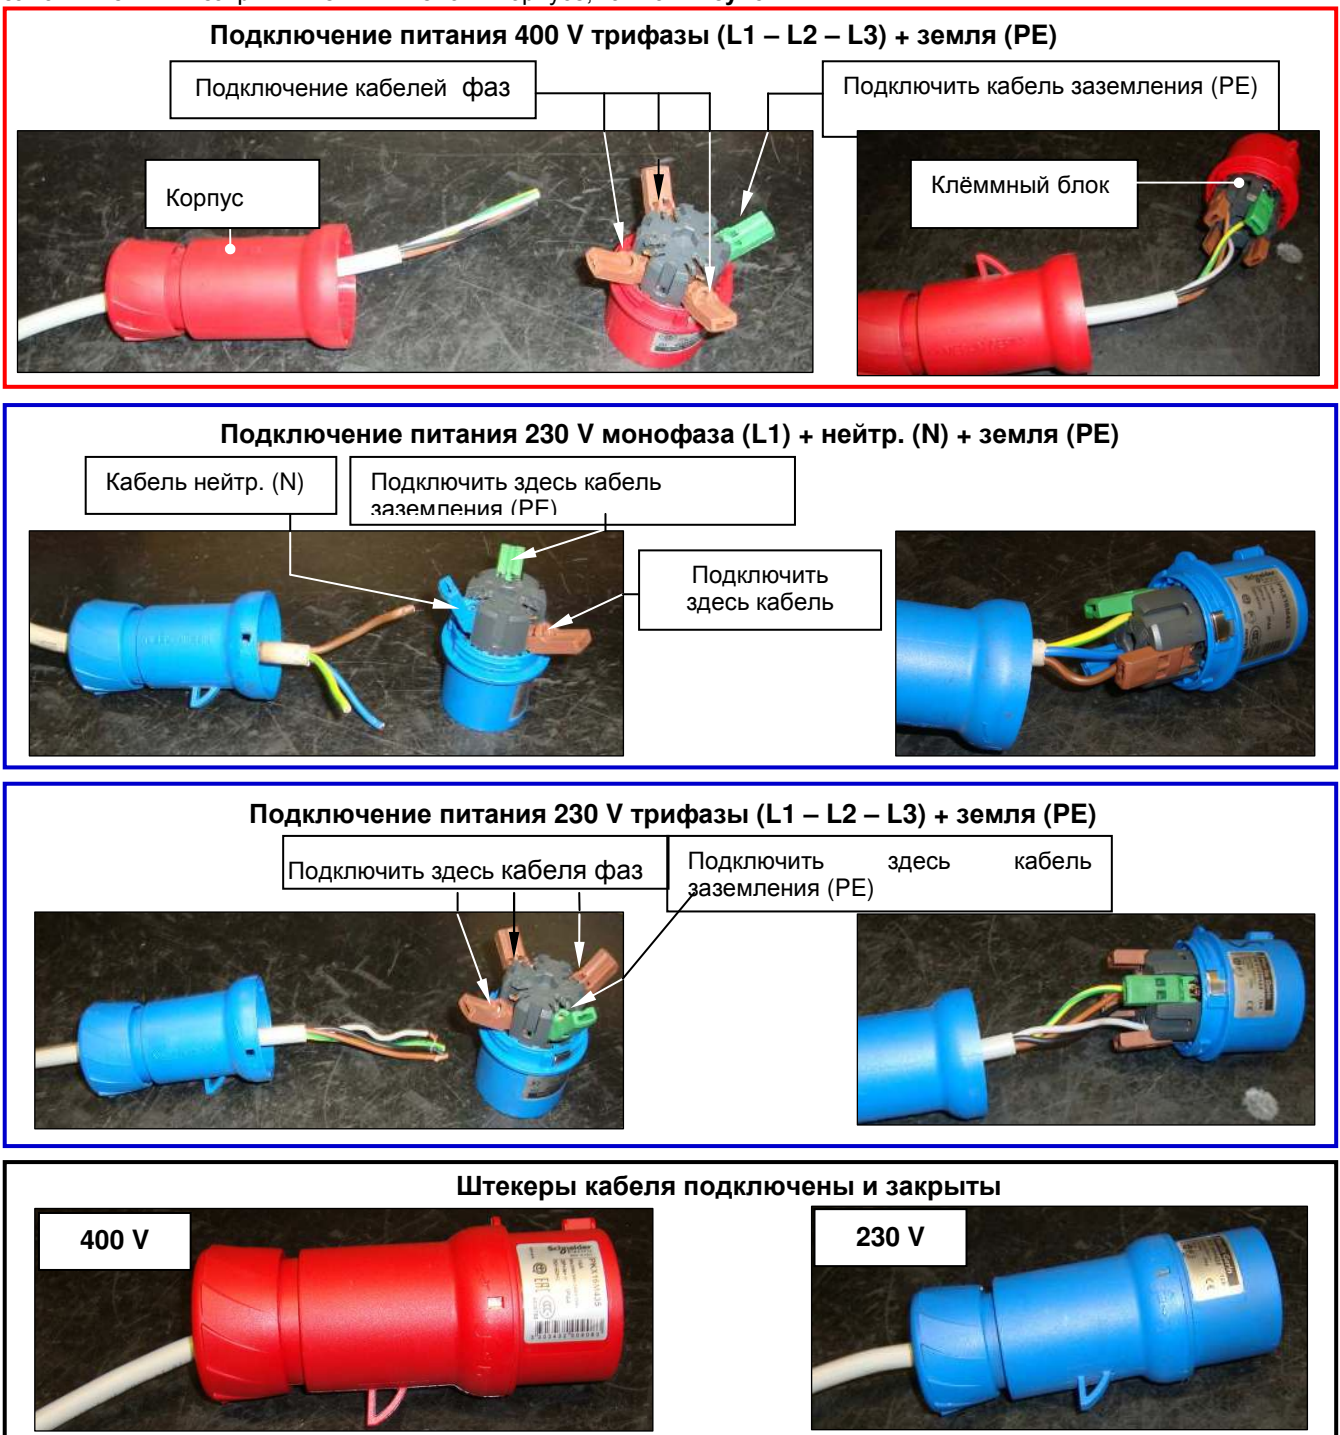 Подключение питания 400 V трифазы (L1 – L2 – L3) + земля (PE)
Подключение кабелей фаз
Подключить кабель заземления (PE)
Корпус
Клёммный блок
Подключение питания 230 V монофаза (L1) + нейтр. (N) + земля (PE)
Кабель нейтр. (N)
Подключить здесь кабель
заземления (PE)
Подключить
здесь кабель
Подключение питания 230 V трифазы (L1 – L2 – L3) + земля (PE)
Подключить здесь кабеля фаз
Подключить здесь кабель
заземления (PE)
Штекеры кабеля подключены и закрыты
400 V
230 V
Schneider
PKX16M435
EAC